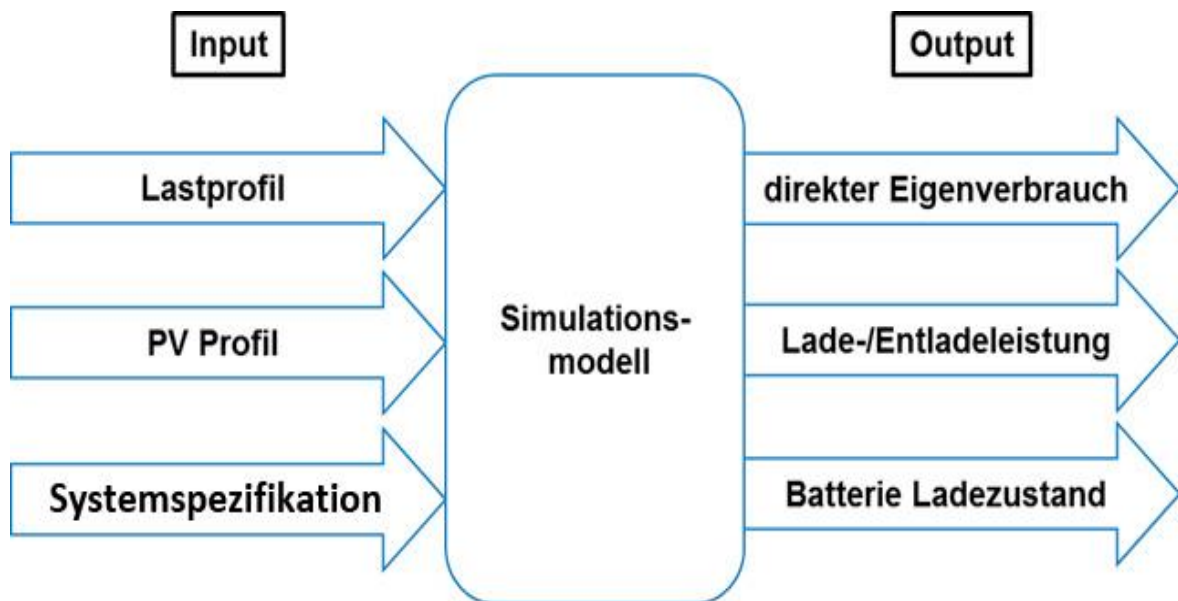 Input
Output
Lastprofil
direkter Eigenverbrauch
PV Profil
Simulations-
modell
Lade-/Entladeleistung
Systemspezifikation
Batterie Ladezustand